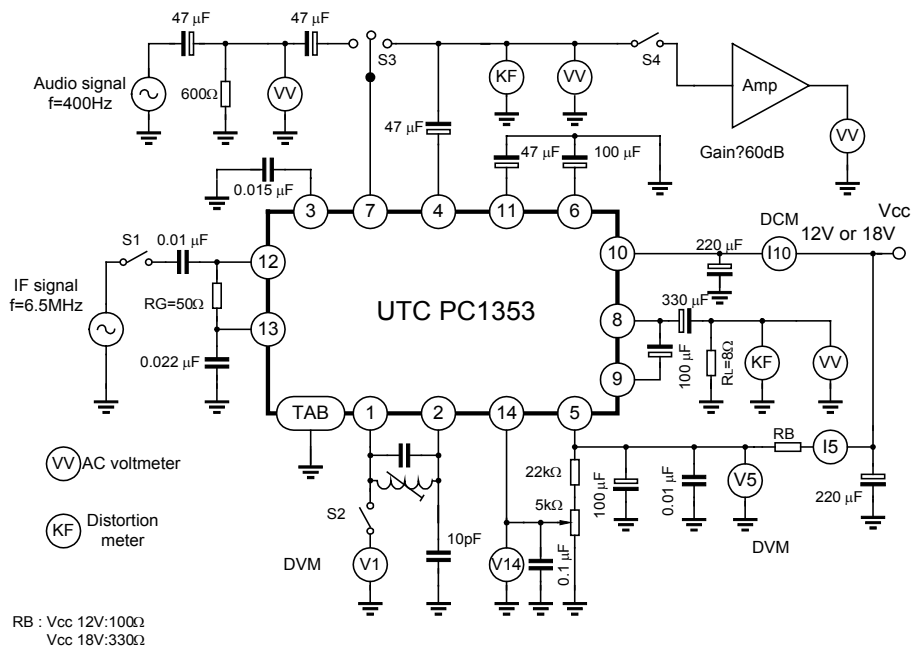 47 μF
47 μF
Audio signal
f=400Hz
600Ω
VV
S3
KF
VV
S4
Amp
Gain?60dB
VV
47 μF
47 μF
100 μF
0.015 μF
3
7
4
11
6
S1
0.01 μF
12
IF signal
f=6.5MHz
RG=50Ω
13
0.022 μF
UTC PC1353
10
220 μF
DCM
I10
Vcc
12V or 18V
8
330 μF
9
100 μF
RL=8Ω
KF
VV
TAB
1
2
14
5
VV
AC voltmeter
KF
Distortion
meter
S2
DVM
V1
10pF
V14
0.1 μF
22kΩ
5kΩ
100 μF
0.01 μF
V5
DVM
RB
I5
220 μF
RB : Vcc 12V:100Ω
Vcc 18V:330Ω